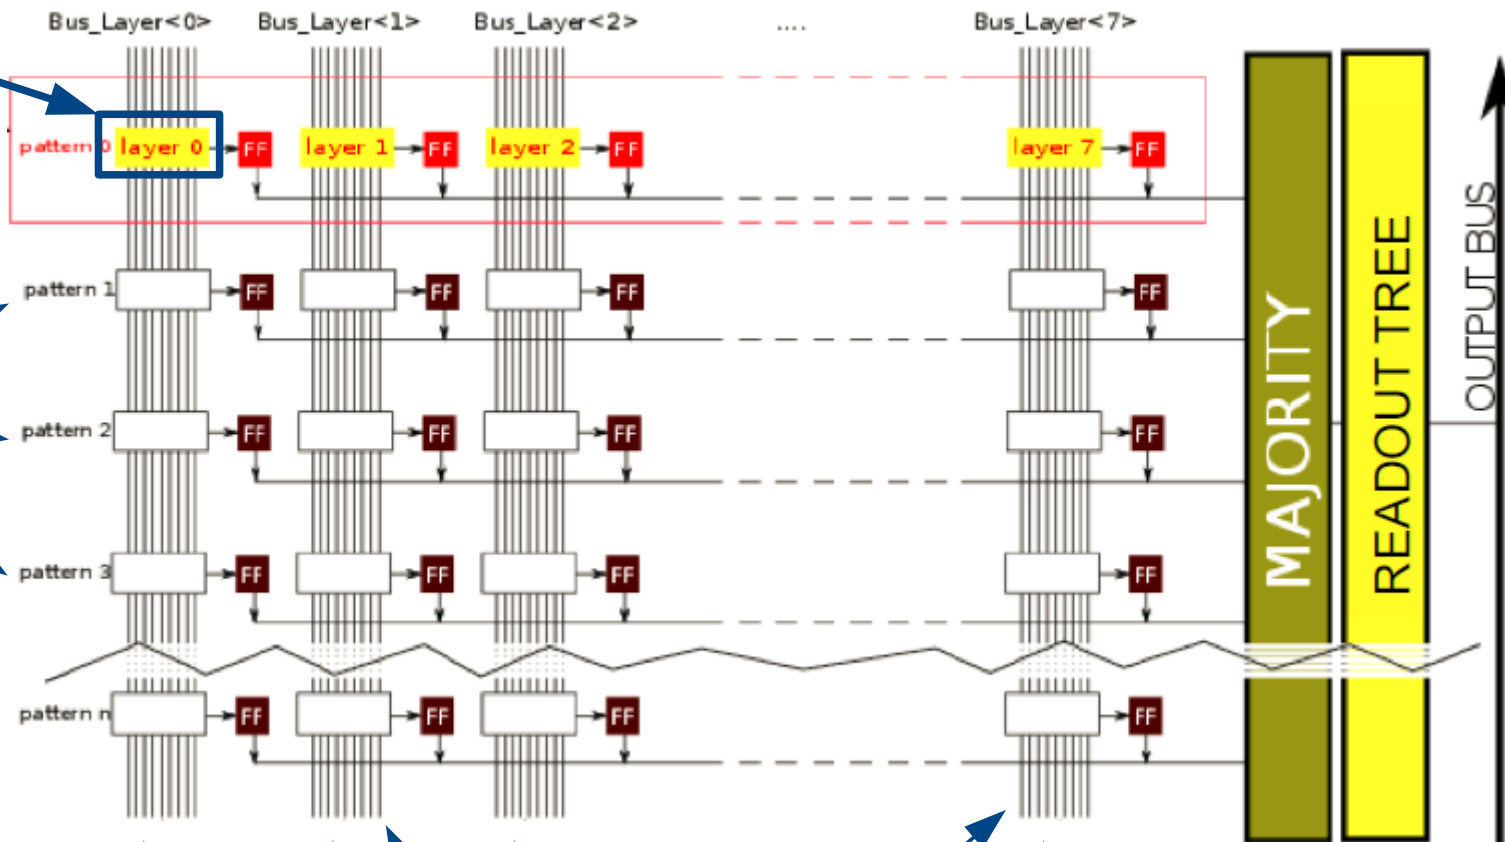 Bus_Layer<0> Bus_Layer<1> Bus_Layer<2> .... Bus_Layer<7>
pattern 0 layer 0 FF layer 1 FF layer 2 FF layer 7 FF
pattern 1 FF FF FF FF
pattern 2 FF FF FF FF
pattern 3 FF FF FF FF
pattern n FF FF FF FF
MAJORITY
READOUT TREE
OUTPUT BUS